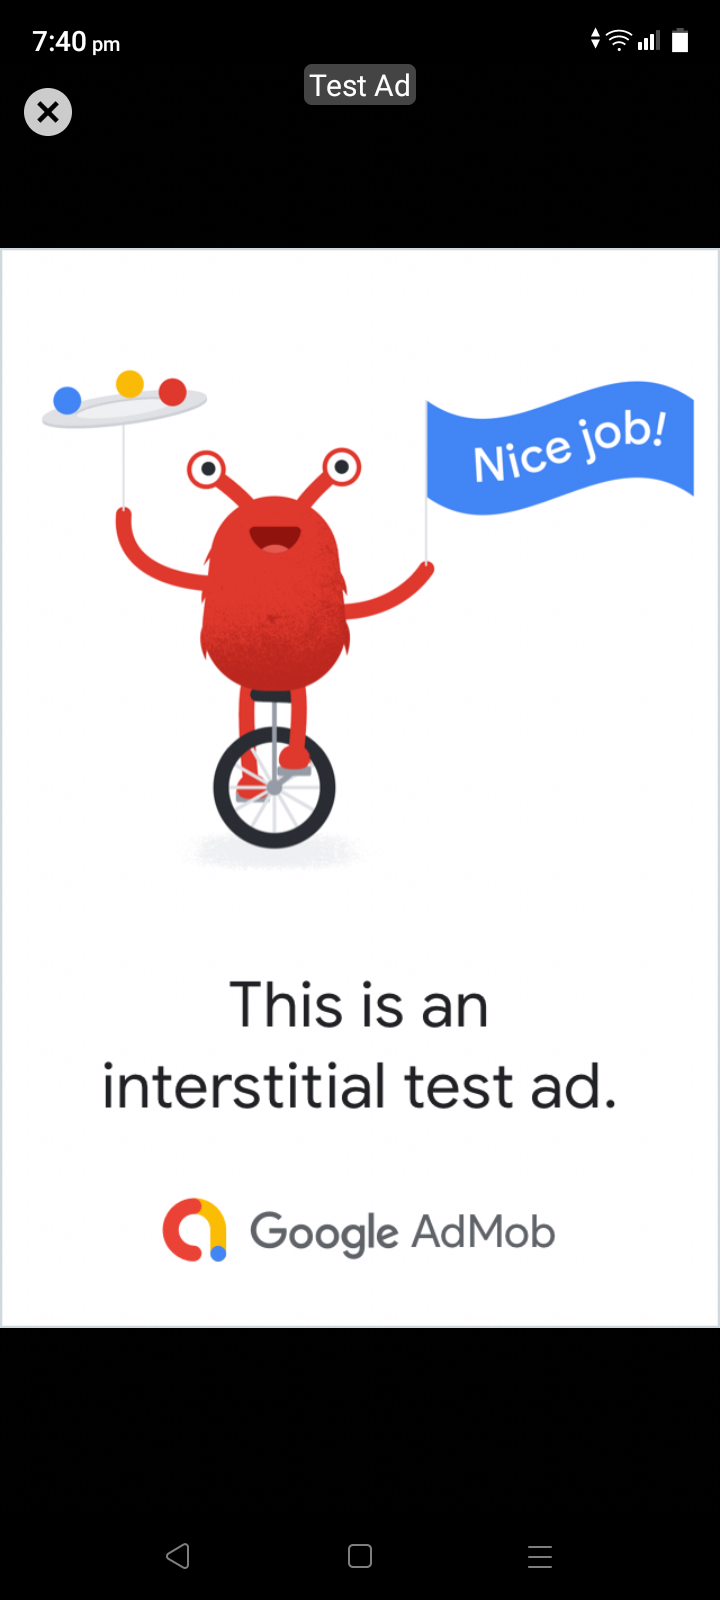 7:40 pm
Test Ad
Nice job!
This is an
interstitial test ad.
Google AdMob